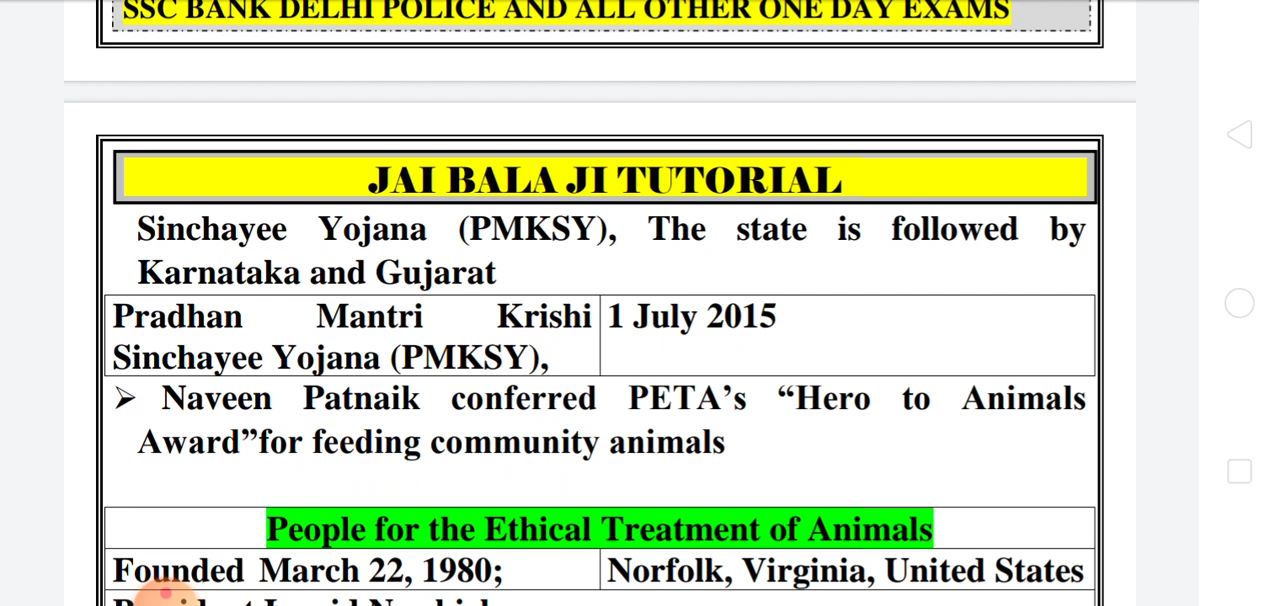 SSC BANK DELHI POLICE AND ALL OTHER ONE DAY EXAMS
JAI BALA JI TUTORIAL
Sinchayee Yojana (PMKSY), The state is followed by
Karnataka and Gujarat
Pradhan Mantri Krishi 1 July 2015
Sinchayee Yojana (PMKSY),
➢ Naveen Patnaik conferred PETA’s “Hero to Animals
Award”for feeding community animals
People for the Ethical Treatment of Animals
Founded March 22, 1980; Norfolk, Virginia, United States